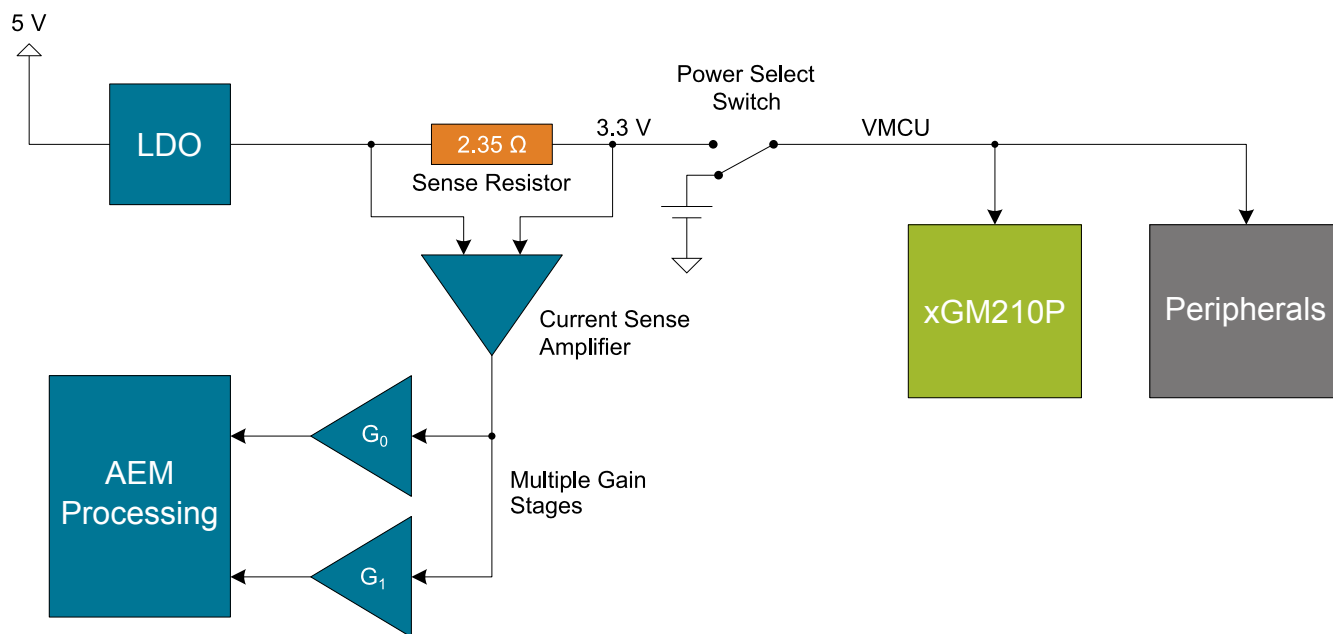 5 V
LDO
2.35 Ω
Sense Resistor
3.3 V
Power Select
Switch
VMCU
xGM210P
Peripherals
Current Sense
Amplifier
AEM
Processing
G₀
G₁
Multiple Gain
Stages